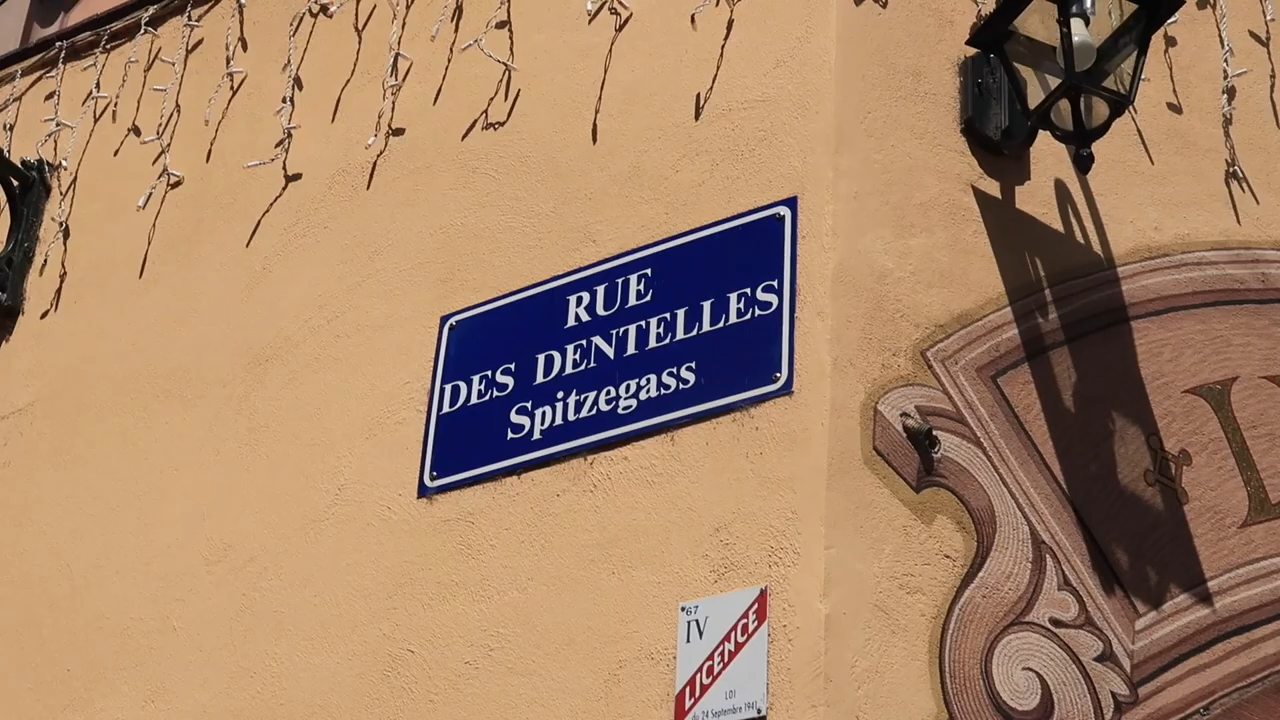 RUE
DES DENTELLES
Spitzegass
67
IV
LICENCE
LOI
du 24 Septembre 1941